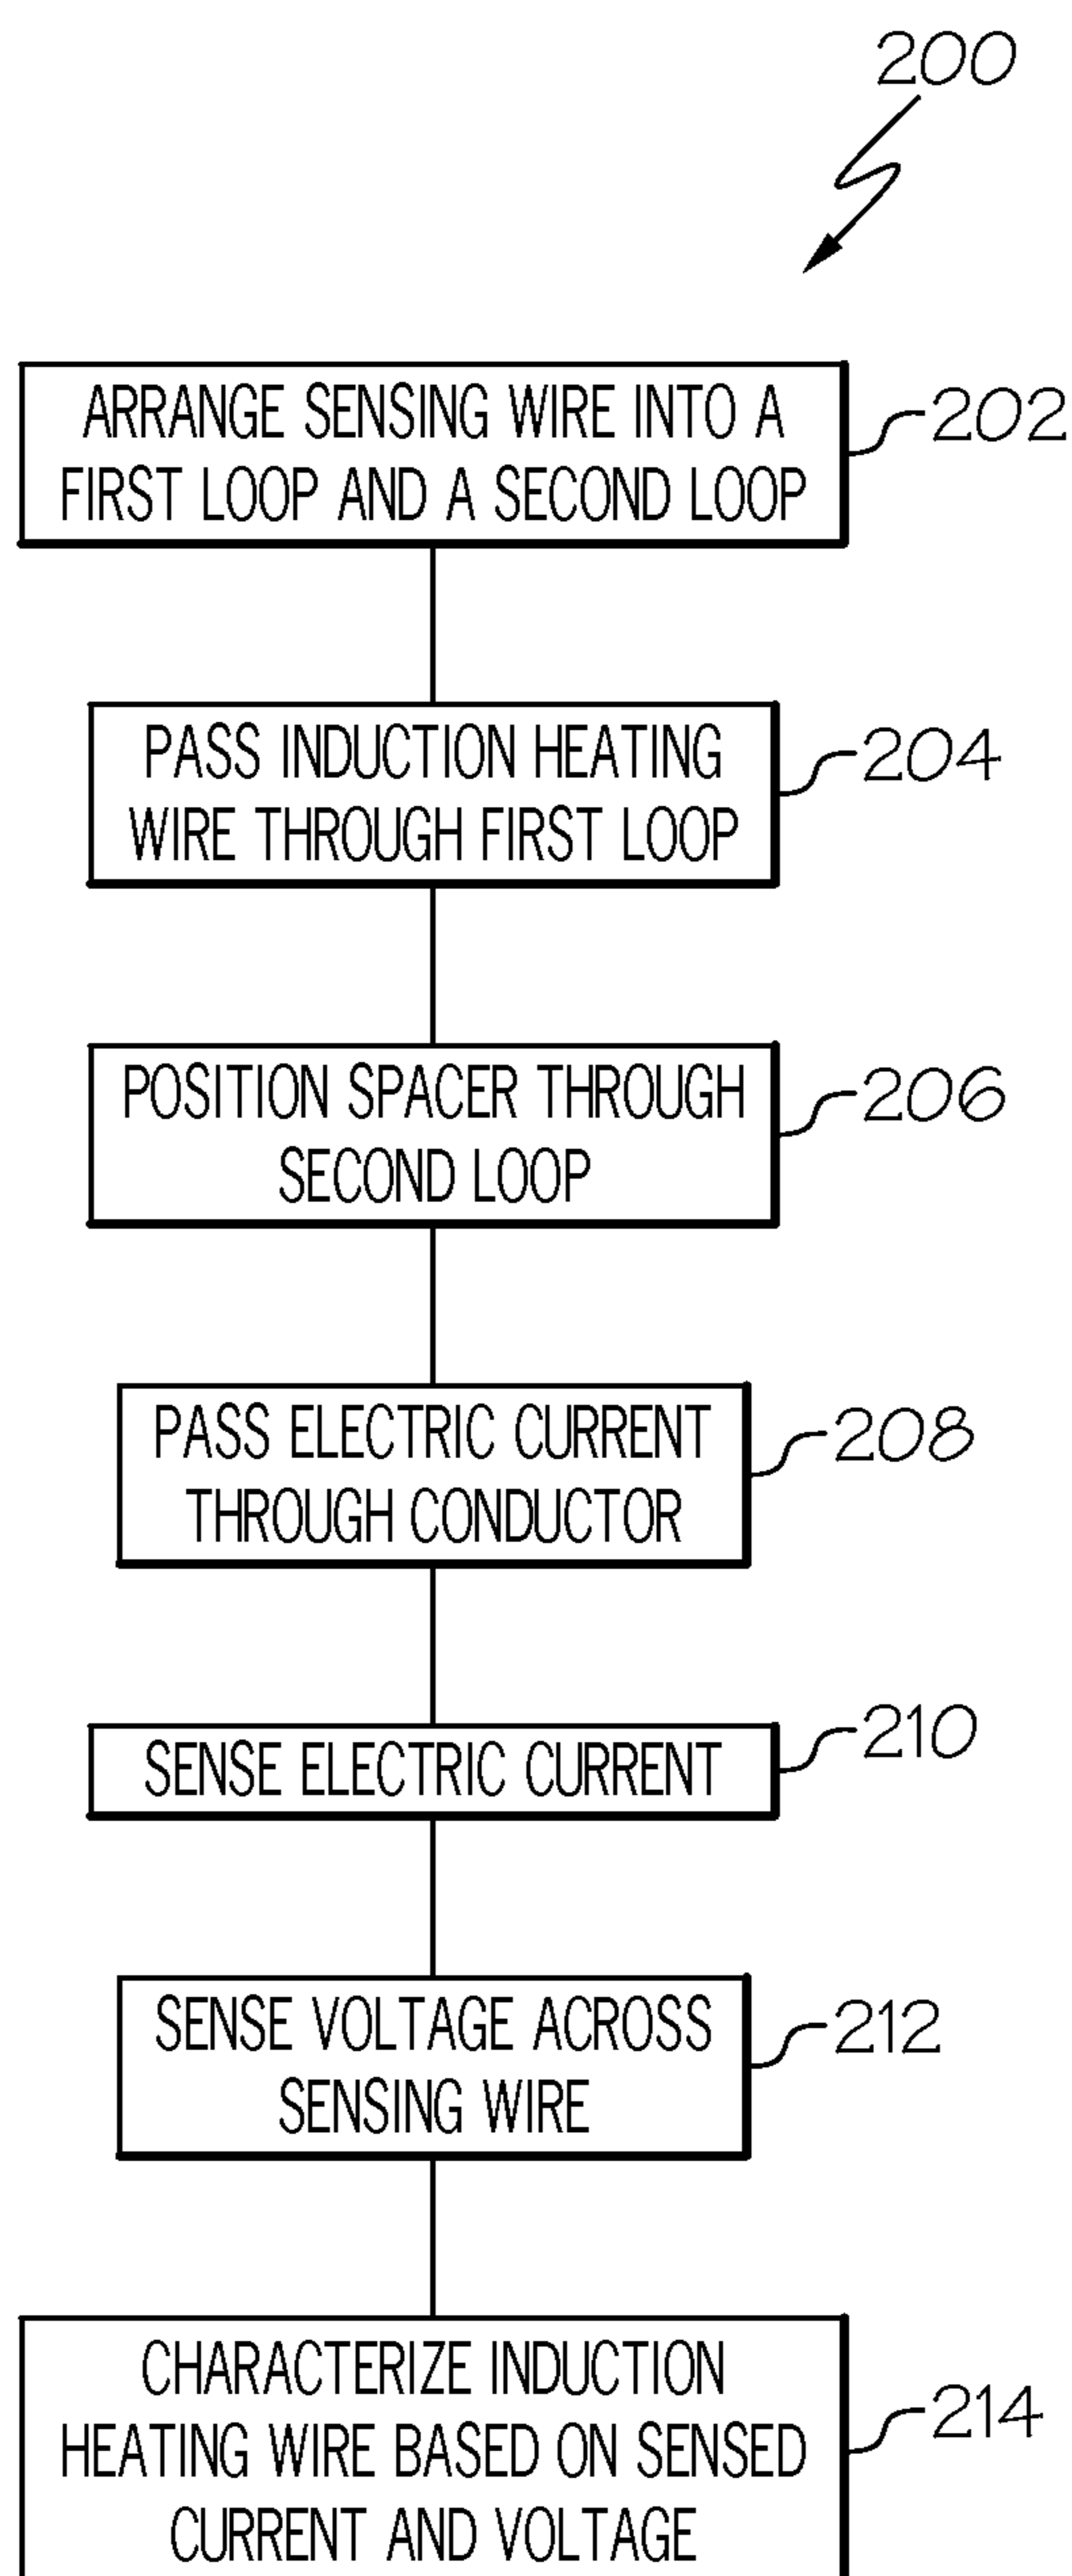 200
ARRANGE SENSING WIRE INTO A
FIRST LOOP AND A SECOND LOOP
202
PASS INDUCTION HEATING
WIRE THROUGH FIRST LOOP
204
POSITION SPACER THROUGH
SECOND LOOP
206
PASS ELECTRIC CURRENT
THROUGH CONDUCTOR
208
SENSE ELECTRIC CURRENT
210
SENSE VOLTAGE ACROSS
SENSING WIRE
212
CHARACTERIZE INDUCTION
HEATING WIRE BASED ON SENSED
CURRENT AND VOLTAGE
214